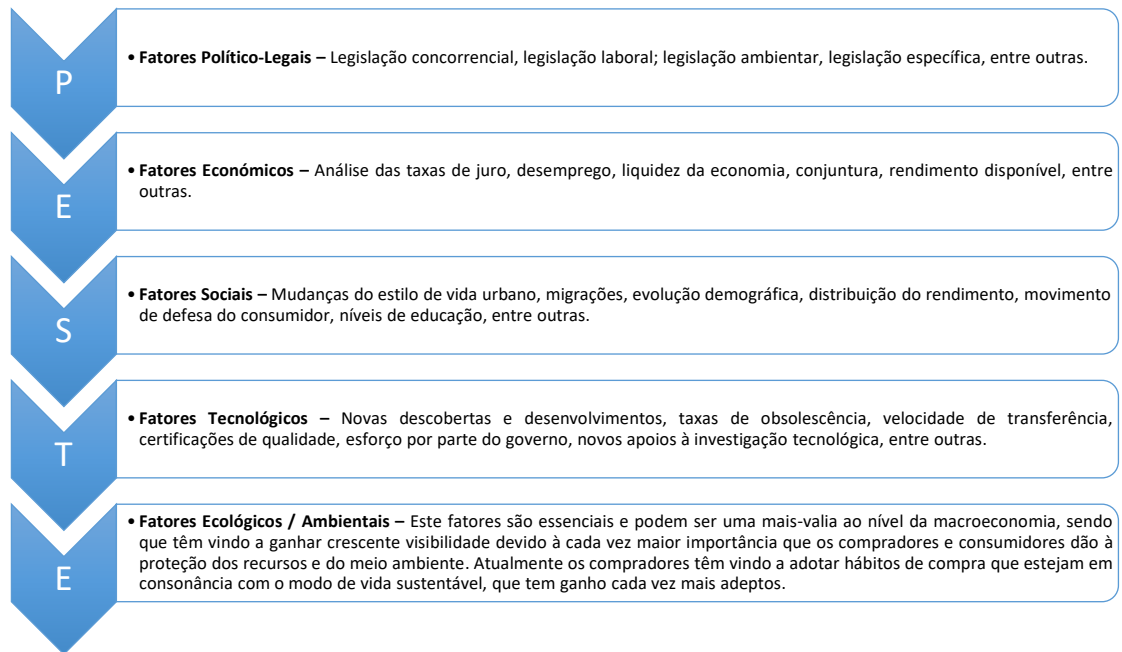 P
• Fatores Político-Legais – Legislação concorrencial, legislação laboral; legislação ambientar, legislação específica, entre outras.
E
• Fatores Económicos – Análise das taxas de juro, desemprego, liquidez da economia, conjuntura, rendimento disponível, entre
outras.
S
• Fatores Sociais – Mudanças do estilo de vida urbano, migrações, evolução demográfica, distribuição do rendimento, movimento
de defesa do consumidor, níveis de educação, entre outras.
T
• Fatores Tecnológicos – Novas descobertas e desenvolvimentos, taxas de obsolescência, velocidade de transferência,
certificações de qualidade, esforço por parte do governo, novos apoios à investigação tecnológica, entre outras.
E
• Fatores Ecológicos / Ambientais – Este fatores são essenciais e podem ser uma mais-valia ao nível da macroeconomia, sendo
que têm vindo a ganhar crescente visibilidade devido à cada vez maior importância que os compradores e consumidores dão à
proteção dos recursos e do meio ambiente. Atualmente os compradores têm vindo a adotar hábitos de compra que estejam em
consonância com o modo de vida sustentável, que tem ganho cada vez mais adeptos.